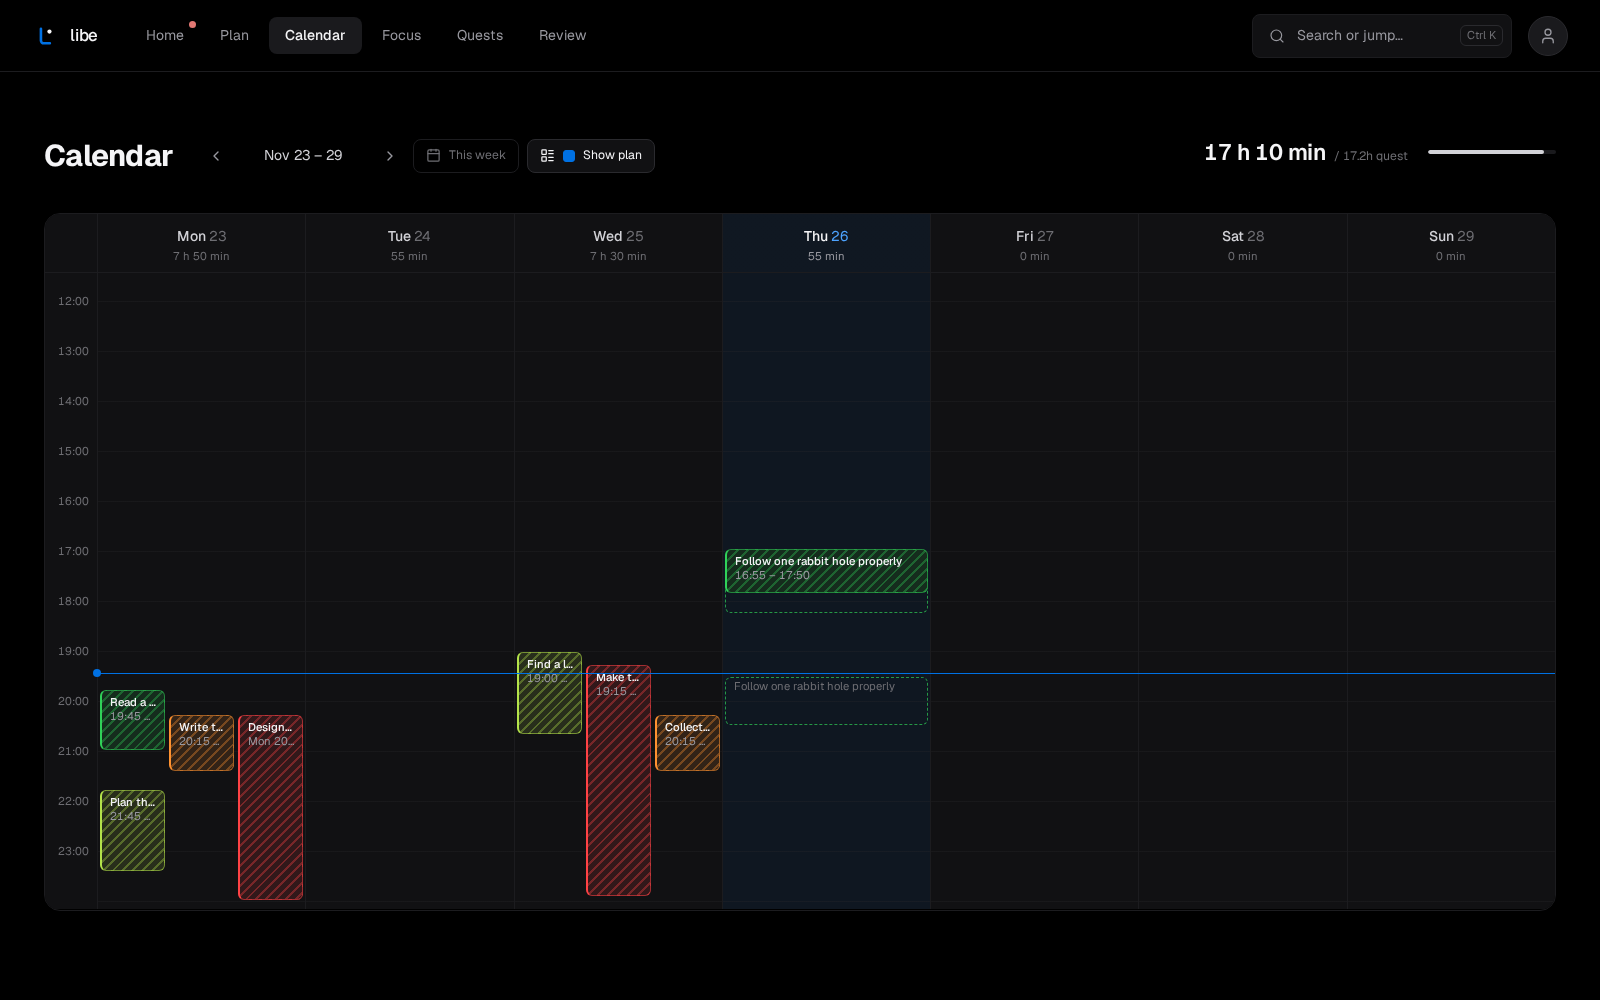 libe
Home
Plan
Calendar
Focus
Quests
Review
Search or jump...
Ctrl K
Calendar
Nov 23 – 29
This week
Show plan
17 h 10 min / 17.2h quest
Mon 23
7 h 50 min
Tue 24
55 min
Wed 25
7 h 30 min
Thu 26
55 min
Fri 27
0 min
Sat 28
0 min
Sun 29
0 min
12:00
13:00
14:00
15:00
16:00
17:00
18:00
19:00
20:00
21:00
22:00
23:00
Read a ...
19:45 ...
Write t...
20:15 ...
Design...
Mon 20...
Plan th...
21:45 ...
Find a l...
19:00 ...
Make t...
19:15 ...
Collect...
20:15 ...
Follow one rabbit hole properly
16:55 – 17:50
Follow one rabbit hole properly